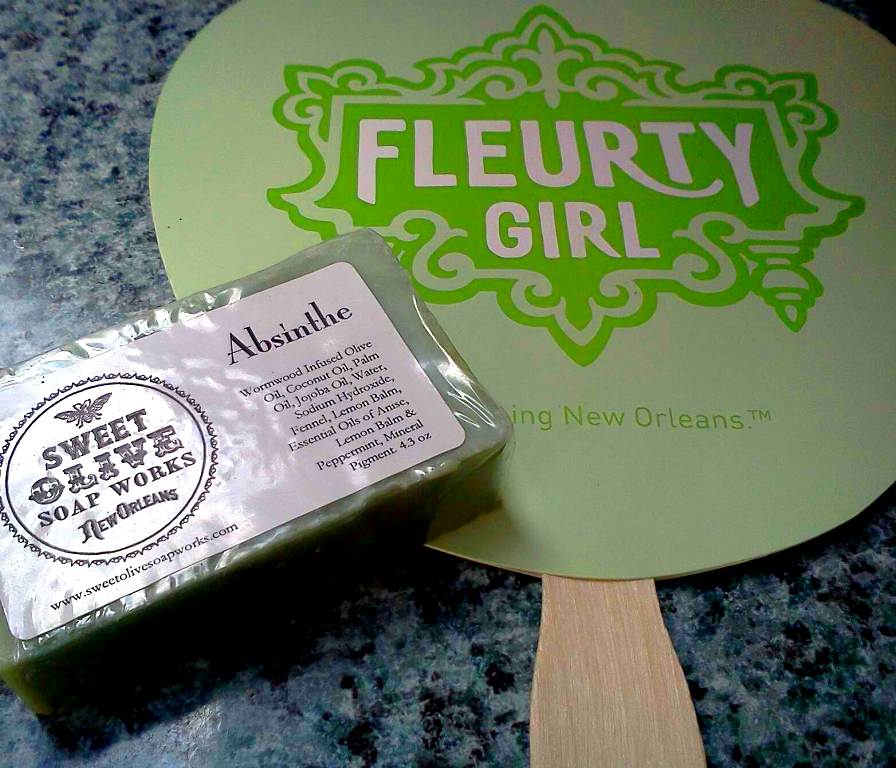 FLEURTY
GIRL
ing New Orleans.™
Absinthe
Wormwood Infused Olive
Oil, Coconut Oil, Palm
Oil, Jojoba Oil, Water,
Sodium Hydroxide,
Fennel, Lemon Balm,
Essential Oils of Anise,
Lemon Balm &
Peppermint, Mineral
Pigment. 4.3 oz
SWEET
OLIVE
SOAP WORKS
NEW ORLEANS
www.sweetolivesoapworks.com